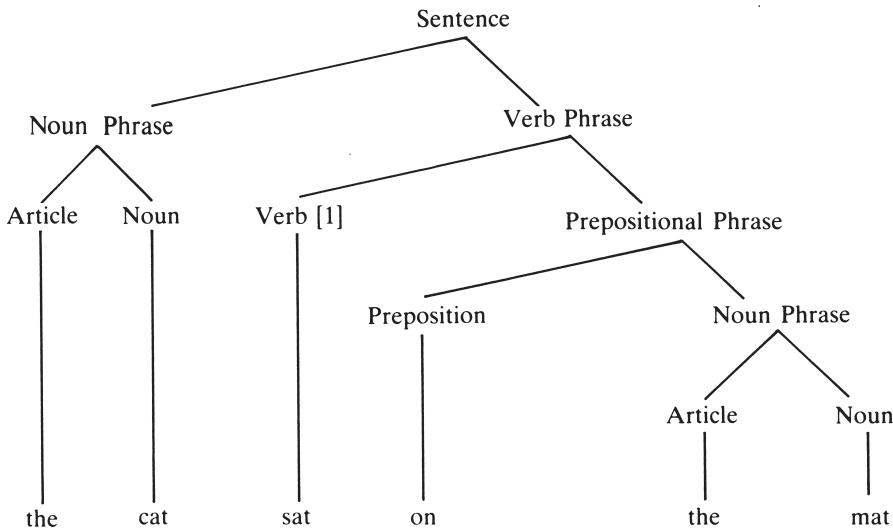 Sentence
Noun Phrase Verb Phrase
Article Noun Verb [1] Prepositional Phrase
Preposition Noun Phrase
Article Noun
the cat sat on the mat